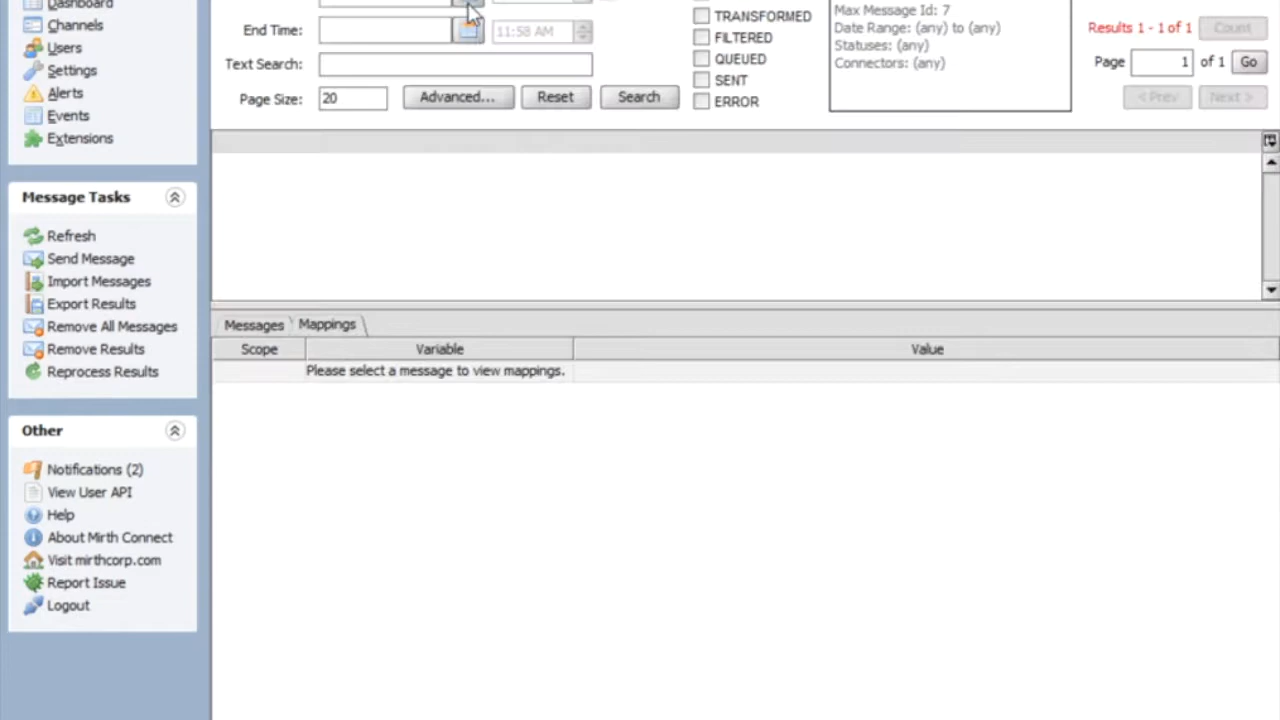 Dashboard
Channels
Users
Settings
Alerts
Events
Extensions
Message Tasks
Refresh
Send Message
Import Messages
Export Results
Remove All Messages
Remove Results
Reprocess Results
Other
Notifications (2)
View User API
Help
About Mirth Connect
Visit mirthcorp.com
Report Issue
Logout
End Time:
11:58 AM
Text Search:
Page Size:
20
Advanced...
Reset
Search
TRANSFORMED
FILTERED
QUEUED
SENT
ERROR
Max Message Id: 7
Date Range: (any) to (any)
Statuses: (any)
Connectors: (any)
Results 1 - 1 of 1
Count
Page 1 of 1 Go
< Prev
Next >
Messages
Mappings
Scope
Variable
Value
Please select a message to view mappings.